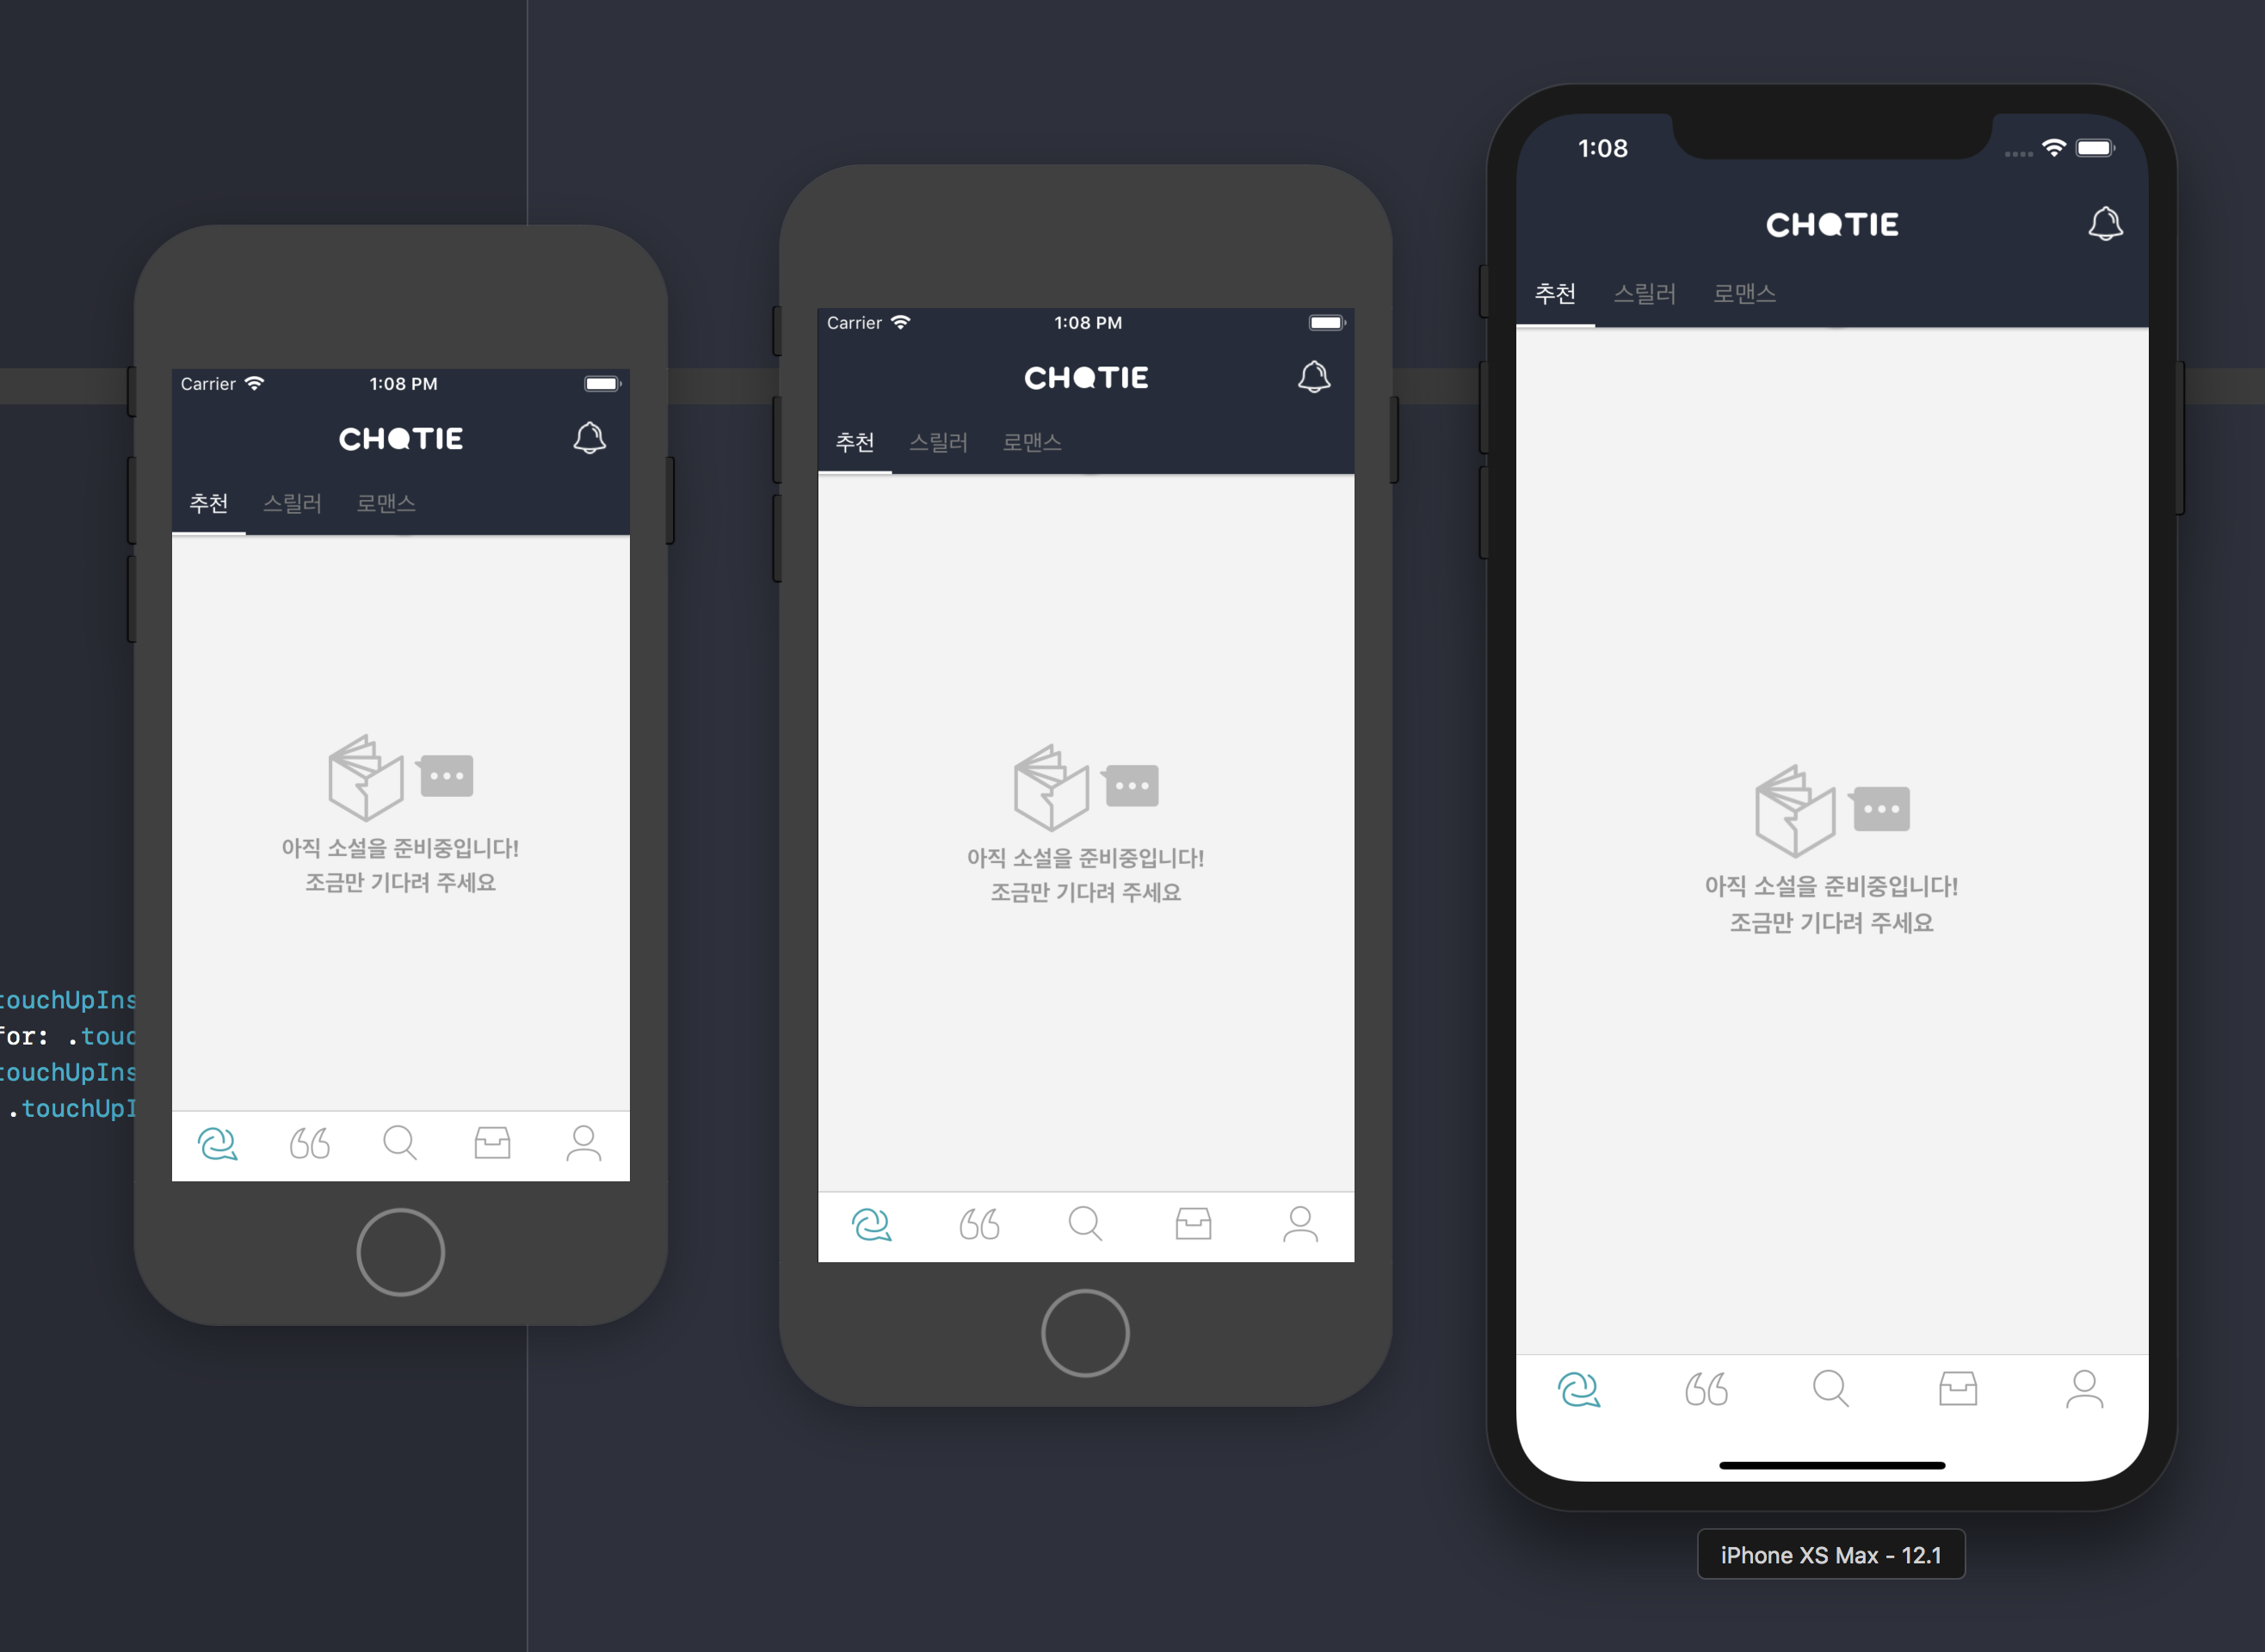 Carrier 1:08 PM
CHOTIE
추천 스릴러 로맨스
아직 소설을 준비중입니다!
조금만 기다려 주세요
Carrier 1:08 PM
CHOTIE
추천 스릴러 로맨스
아직 소설을 준비중입니다!
조금만 기다려 주세요
1:08
CHOTIE
추천 스릴러 로맨스
아직 소설을 준비중입니다!
조금만 기다려 주세요
iPhone XS Max - 12.1
touchUpIns
for: .touc
touchUpIns
.touchUpI